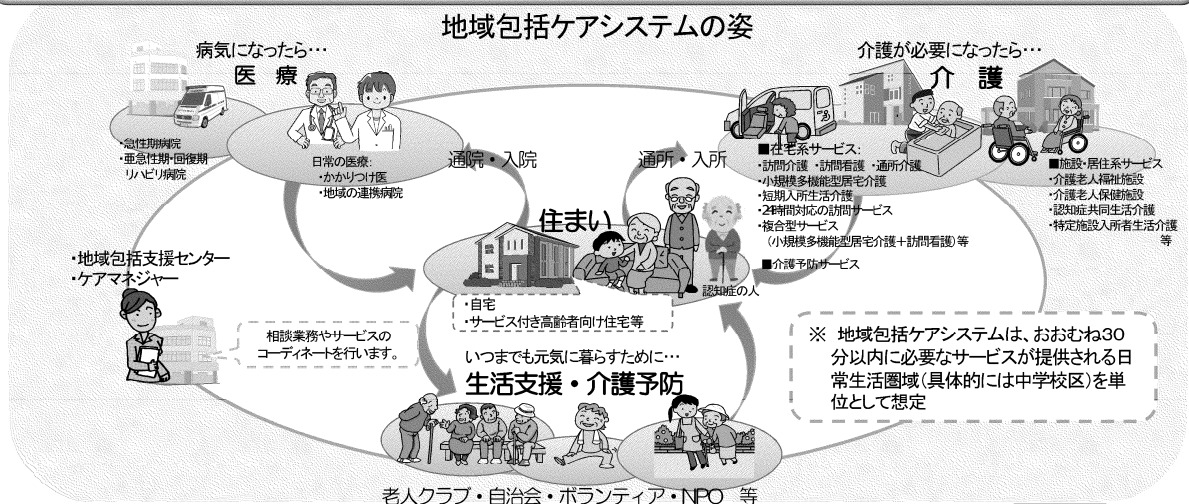 地域包括ケアシステムの姿
病気になったら…
医 療
・急性期病院
・亜急性期・回復期
リハビリ病院
日常の医療:
・かかりつけ医
・地域の連携病院
通院・入院
通所・入所
介護が必要になったら…
介 護
■在宅系サービス:
・訪問介護 ・訪問看護 ・通所介護
・小規模多機能型居宅介護
・短期入所生活介護
・24時間対応の訪問サービス
・複合型サービス
(小規模多機能型居宅介護+訪問看護)等
■介護予防サービス
■施設・居住系サービス
・介護老人福祉施設
・介護老人保健施設
・認知症共同生活介護
・特定施設入所者生活介護
等
住まい
・自宅
・サービス付き高齢者向け住宅等
認知症の人
・地域包括支援センター
・ケアマネジャー
相談業務やサービスの
コーディネートを行います。
いつまでも元気に暮らすために…
生活支援・介護予防
老人クラブ・自治会・ボランティア・NPO 等
※ 地域包括ケアシステムは、おおむね30
分以内に必要なサービスが提供される日
常生活圏域(具体的には中学校区)を単
位として想定